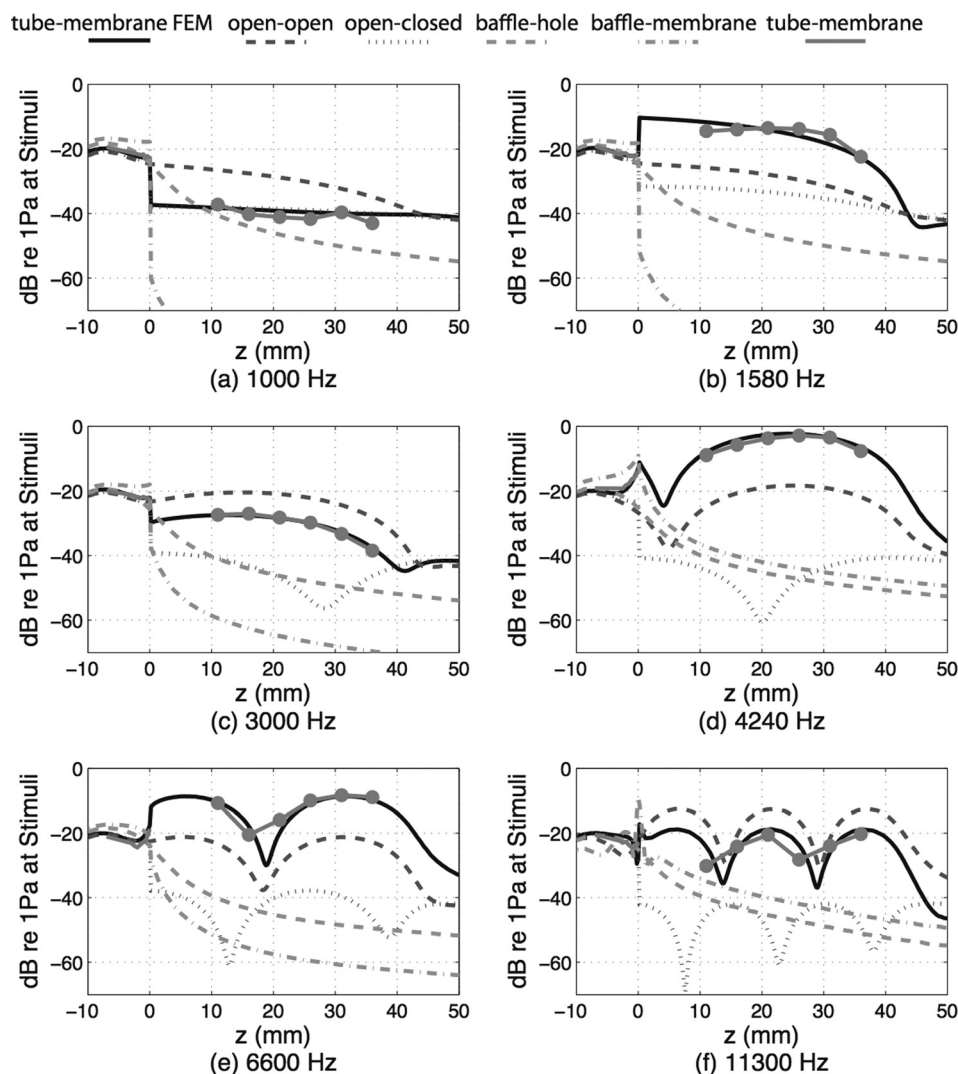 tube-membrane FEM open-open open-closed baffle-hole baffle-membrane tube-membrane
0
−20
−40
−60
dB re 1Pa at Stimuli
−10 0 10 20 30 40 50
z (mm)
(a) 1000 Hz
0
−20
−40
−60
dB re 1Pa at Stimuli
−10 0 10 20 30 40 50
z (mm)
(b) 1580 Hz
0
−20
−40
−60
dB re 1Pa at Stimuli
−10 0 10 20 30 40 50
z (mm)
(c) 3000 Hz
0
−20
−40
−60
dB re 1Pa at Stimuli
−10 0 10 20 30 40 50
z (mm)
(d) 4240 Hz
0
−20
−40
−60
dB re 1Pa at Stimuli
−10 0 10 20 30 40 50
z (mm)
(e) 6600 Hz
0
−20
−40
−60
dB re 1Pa at Stimuli
−10 0 10 20 30 40 50
z (mm)
(f) 11300 Hz